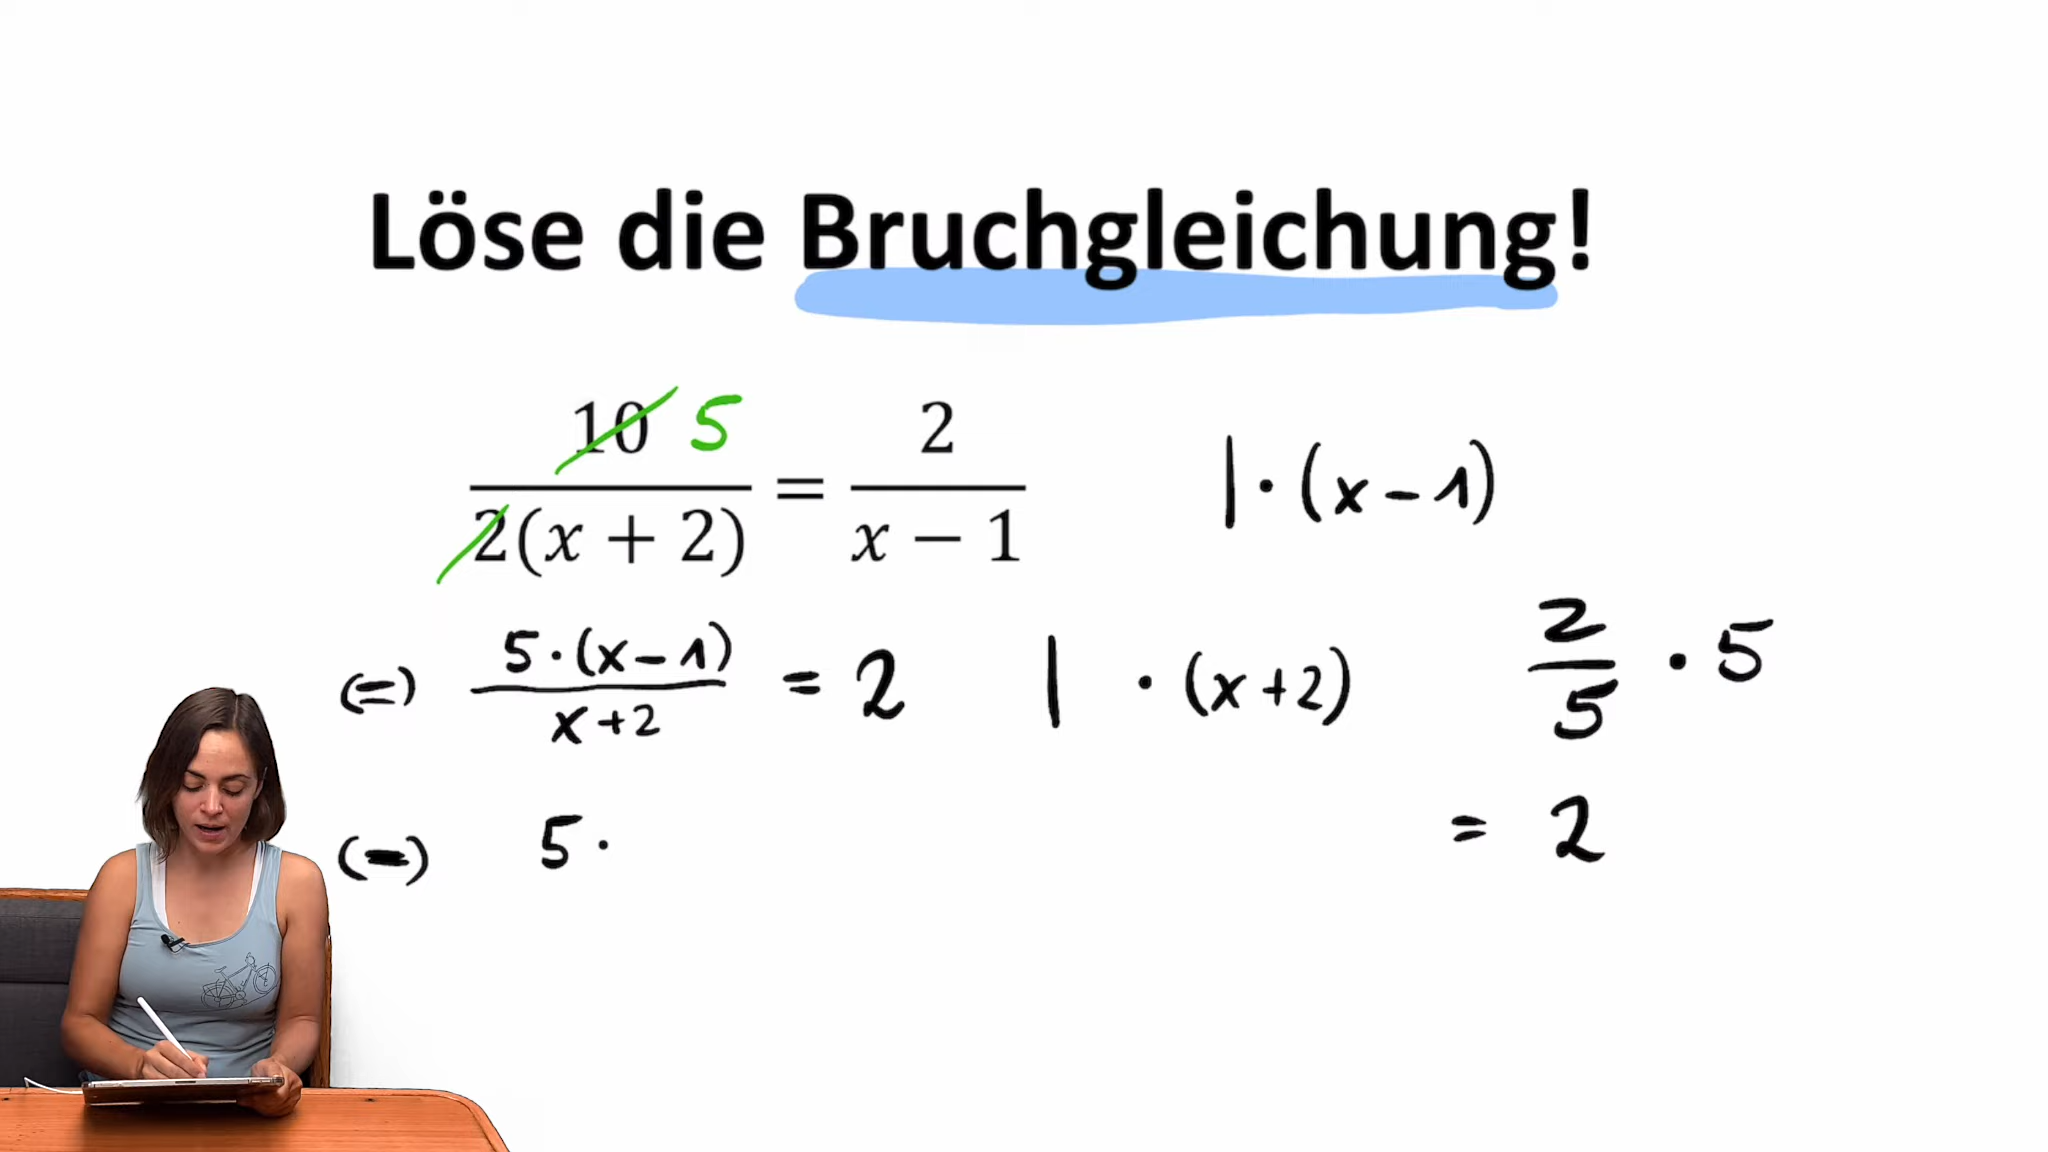 Löse die Bruchgleichung!
10 5
2(x + 2)
=
2
x − 1
| · (x − 1)
(=) 5 · (x − 1)
x + 2
= 2 | · (x + 2)
2
5
· 5
(=) 5 ·
= 2